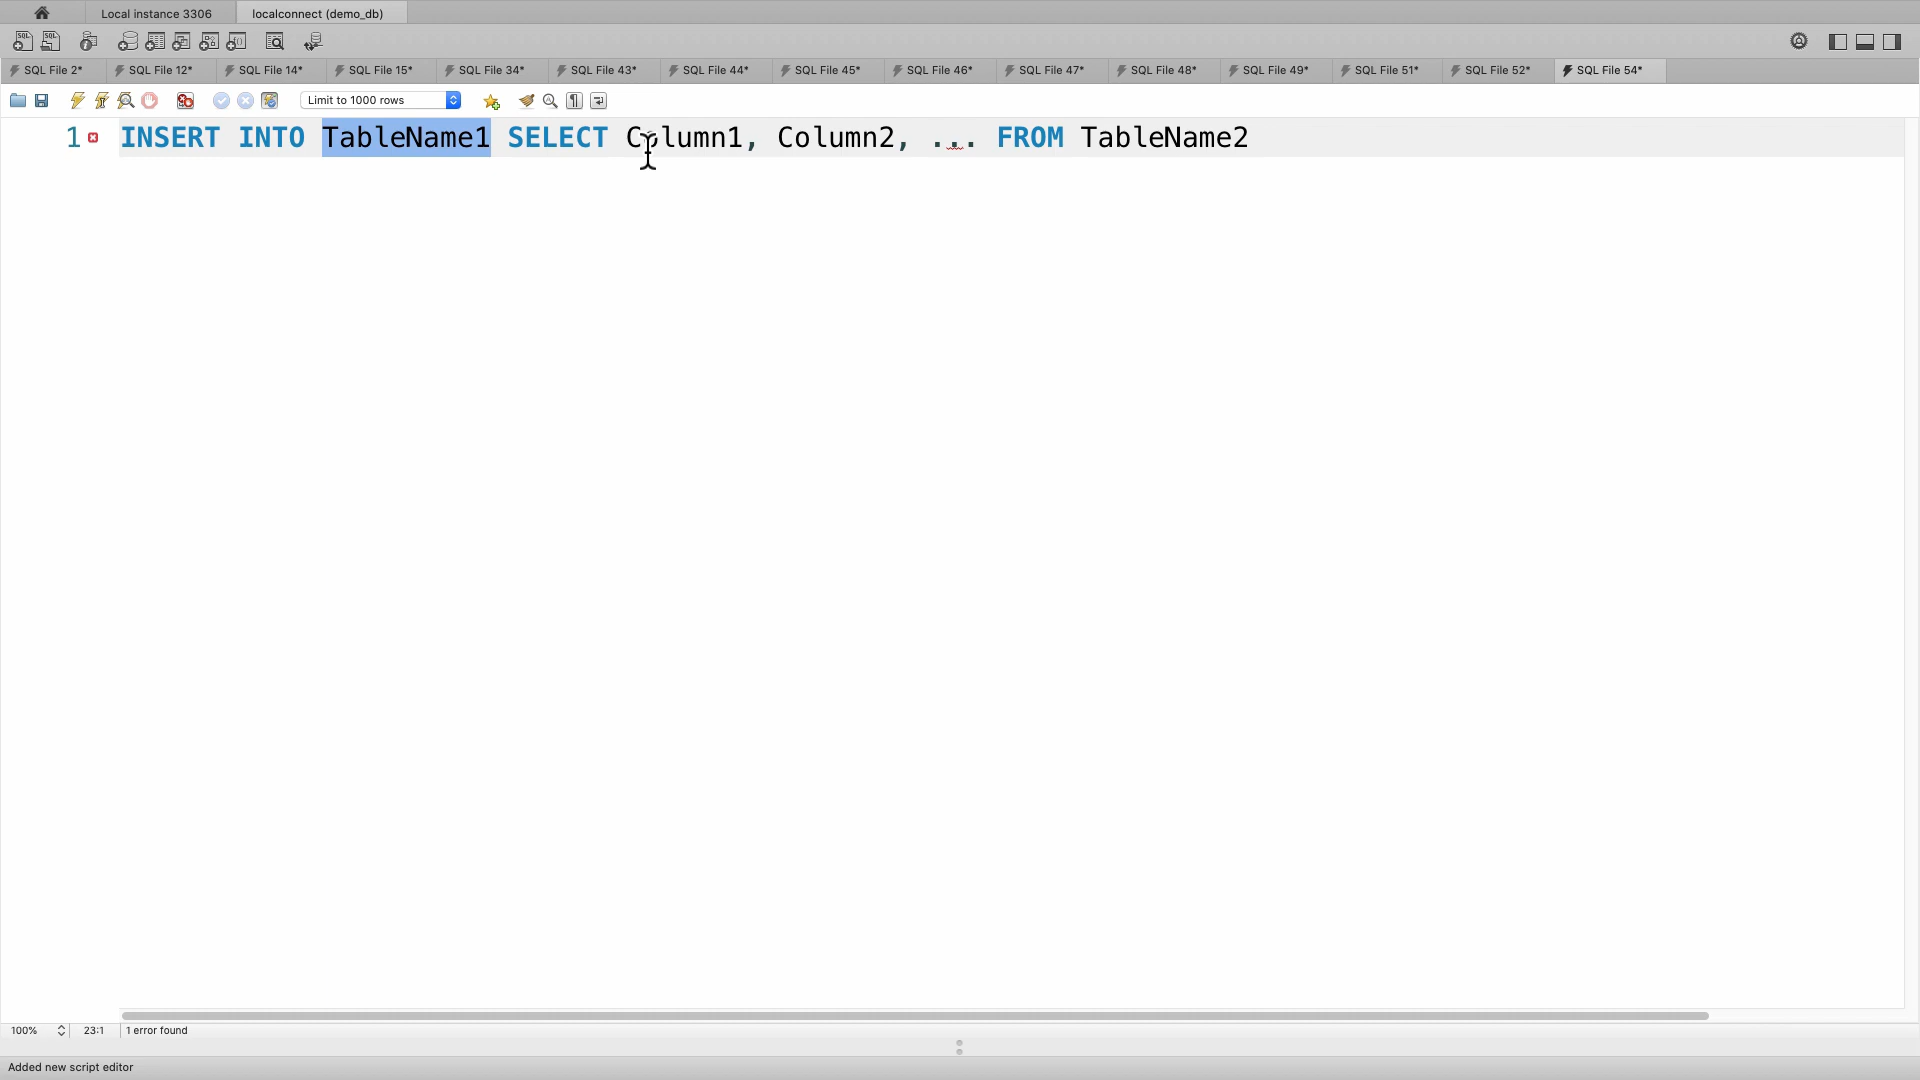 Local instance 3306
localconnect (demo_db)
SQL File 2*
SQL File 12*
SQL File 14*
SQL File 15*
SQL File 34*
SQL File 43*
SQL File 44*
SQL File 45*
SQL File 46*
SQL File 47*
SQL File 48*
SQL File 49*
SQL File 51*
SQL File 52*
SQL File 54*
Limit to 1000 rows
1 INSERT INTO TableName1 SELECT Column1, Column2, ... FROM TableName2
100% 23:1 1 error found
Added new script editor